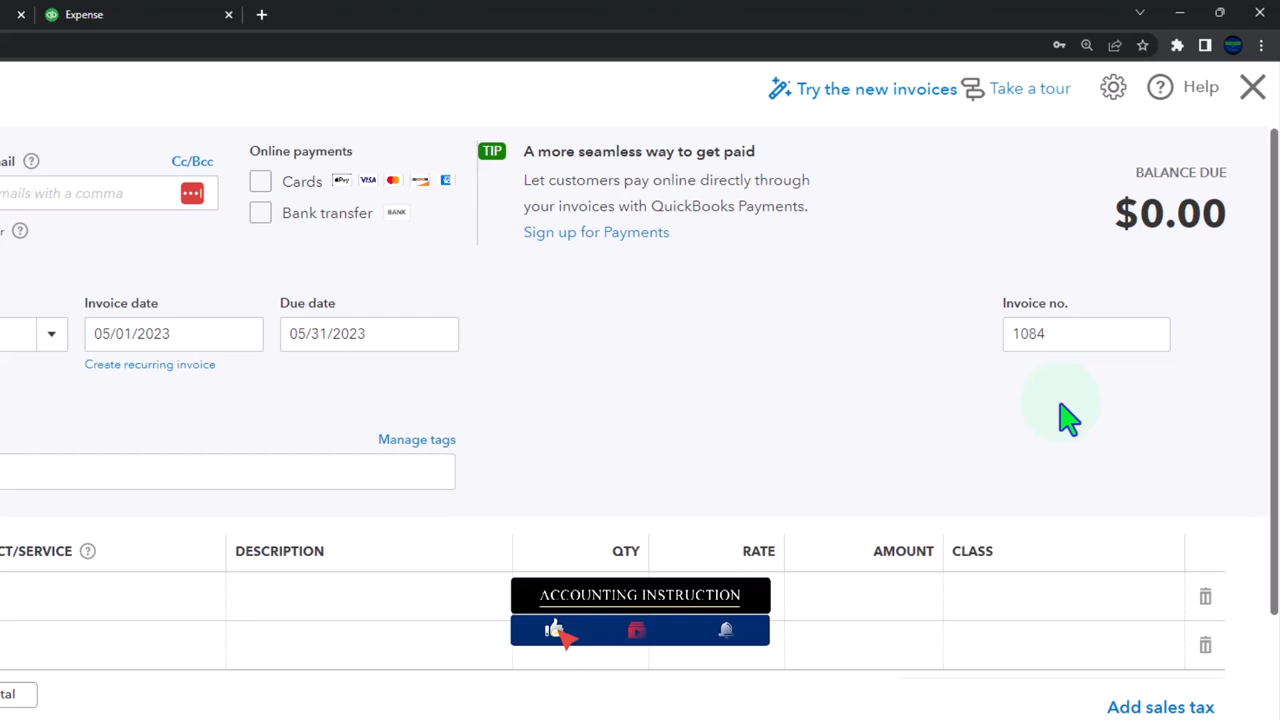 Expense
Try the new invoices
Take a tour
Help
ail
Cc/Bcc
mails with a comma
r
Online payments
Cards
Pay VISA
Bank transfer BANK
TIP
A more seamless way to get paid
Let customers pay online directly through
your invoices with QuickBooks Payments.
Sign up for Payments
BALANCE DUE
$0.00
Invoice date
05/01/2023
Create recurring invoice
Due date
05/31/2023
Invoice no.
1084
Manage tags
CT/SERVICE DESCRIPTION QTY RATE AMOUNT CLASS
ACCOUNTING INSTRUCTION
tal
Add sales tax